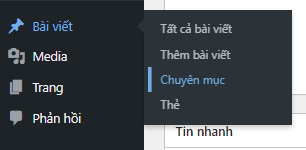 Bài viết
Media
Trang
Phản hồi
Tất cả bài viết
Thêm bài viết
Chuyên mục
Thẻ
Tin nhanh